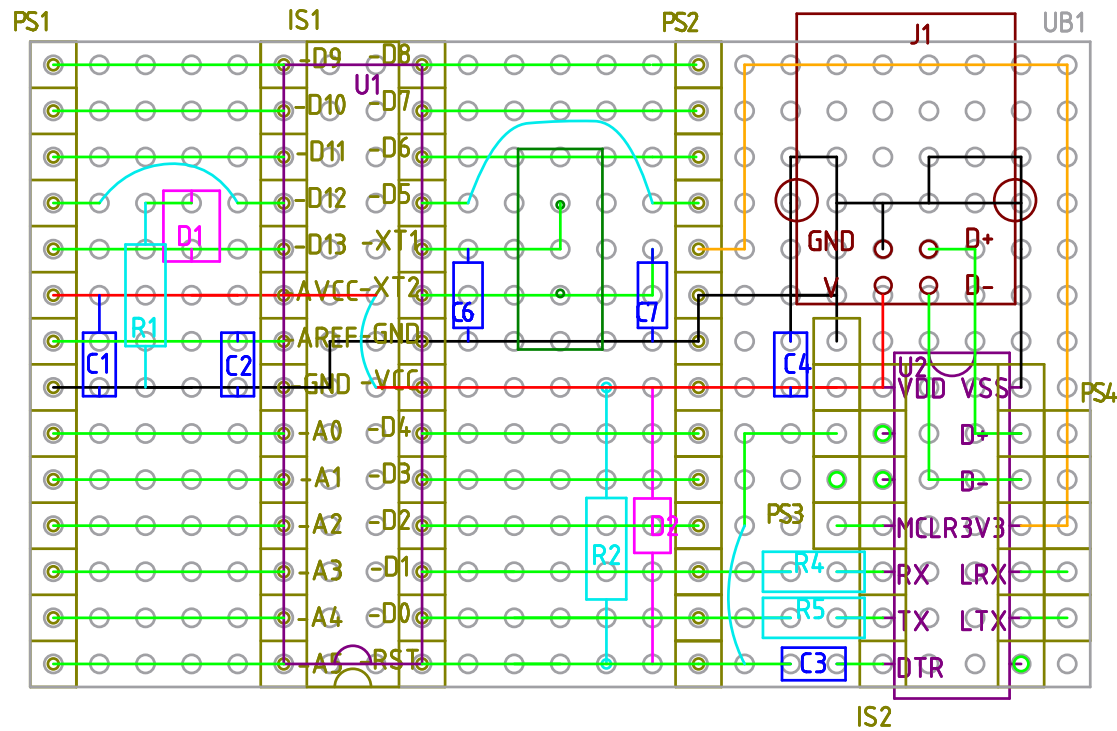 PS1 IS1 PS2 J1 UB1
-D9 -D8
U1
-D10 -D7
-D11 -D6
-D12 -D5
D1
-D13 -XT1 GND D+
-AVCC -XT2 V D-
R1 C6 C7
-AREF -GND
C1 C2 C4 U2
-GND -VCC VDD VSS PS4
-A0 -D4 D+
-A1 -D3 D-
PS3
-A2 -D2 D2 MCLR 3V3
R2 R4
-A3 -D1 RX LRX
R5
-A4 -D0 TX LTX
-A5 -RST C3 DTR
IS2